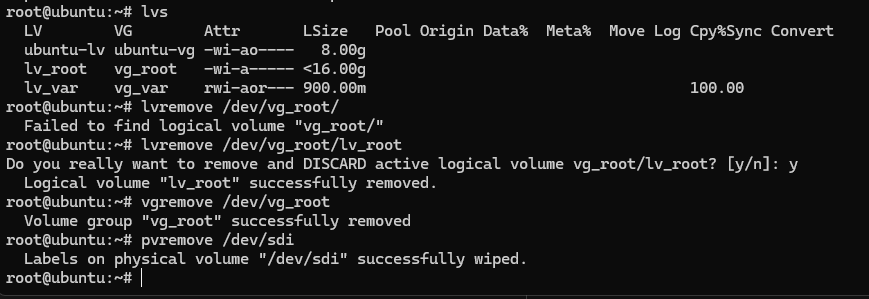 root@ubuntu:~# lvs
  LV        VG        Attr       LSize   Pool Origin Data%  Meta%  Move Log Cpy%Sync Convert
  ubuntu-lv ubuntu-vg -wi-ao----   8.00g
  lv_root   vg_root   -wi-a----- <16.00g
  lv_var    vg_var    rwi-aor--- 900.00m                                    100.00
root@ubuntu:~# lvremove /dev/vg_root/
  Failed to find logical volume "vg_root/"
root@ubuntu:~# lvremove /dev/vg_root/lv_root
Do you really want to remove and DISCARD active logical volume vg_root/lv_root? [y/n]: y
  Logical volume "lv_root" successfully removed.
root@ubuntu:~# vgremove /dev/vg_root
  Volume group "vg_root" successfully removed
root@ubuntu:~# pvremove /dev/sdi
  Labels on physical volume "/dev/sdi" successfully wiped.
root@ubuntu:~#